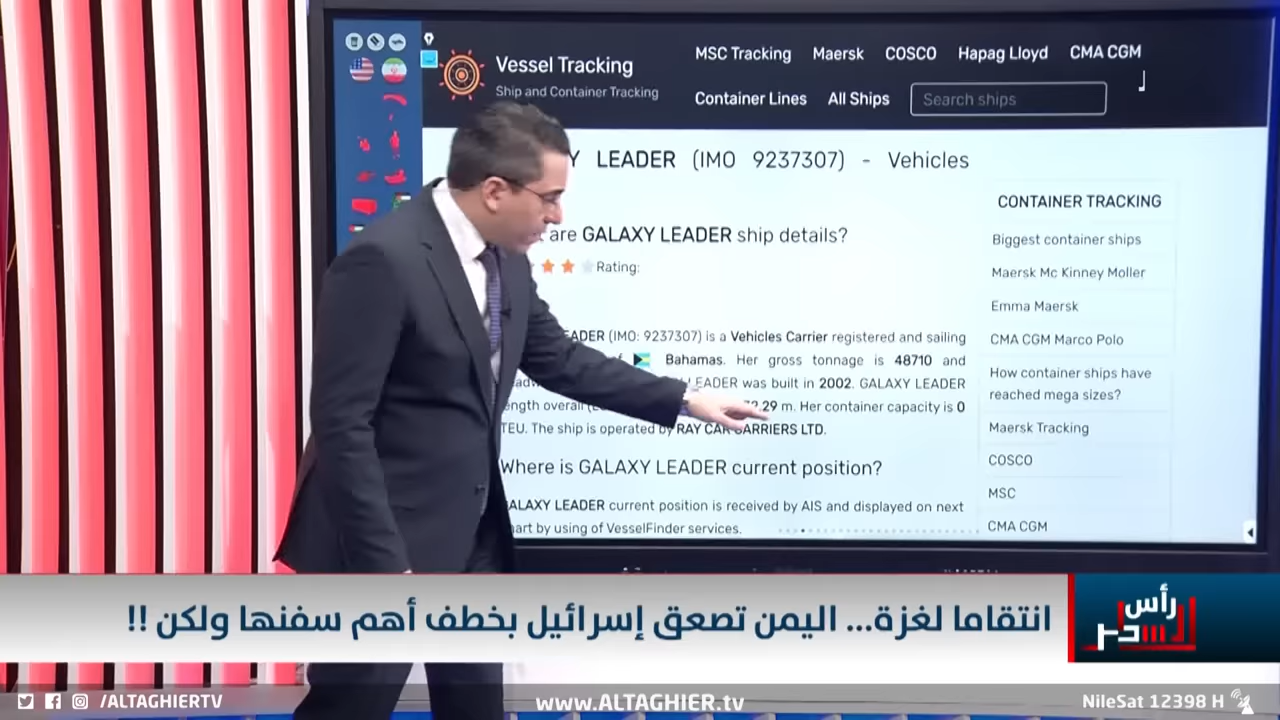 Vessel Tracking
Ship and Container Tracking
MSC Tracking Maersk COSCO Hapag Lloyd CMA CGM
Container Lines All Ships Search ships
LEADER (IMO 9237307) - Vehicles
are GALAXY LEADER ship details?
Rating:
(IMO: 9237307) is a Vehicles Carrier registered and sailing
Bahamas. Her gross tonnage is 48710 and
LEADER was built in 2002. GALAXY LEADER
m. Her container capacity is 0
TEU. The ship is operated by RAY CAR CARRIERS LTD.
Where is GALAXY LEADER current position?
GALAXY LEADER current position is received by AIS and displayed on next
by using of VesselFinder services.
CONTAINER TRACKING
Biggest container ships
Maersk Mc Kinney Moller
Emma Maersk
CMA CGM Marco Polo
How container ships have
reached mega sizes?
Maersk Tracking
COSCO
MSC
CMA CGM
انتقاما لغزة... اليمن تصعق إسرائيل بخطف أهم سفنها ولكن !!
رأس
السطر
/ALTAGHIERTV
www.ALTAGHIER.tv
NileSat 12398 H